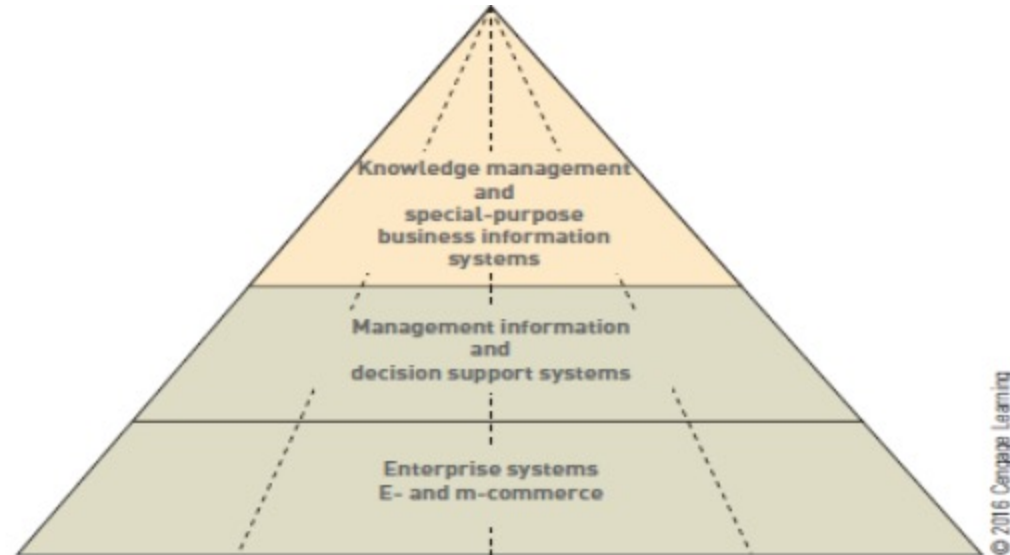 Knowledge management
and
special-purpose
business information
systems
Management information
and
decision support systems
Enterprise systems
E- and m-commerce
© 2016 Cengage Learning